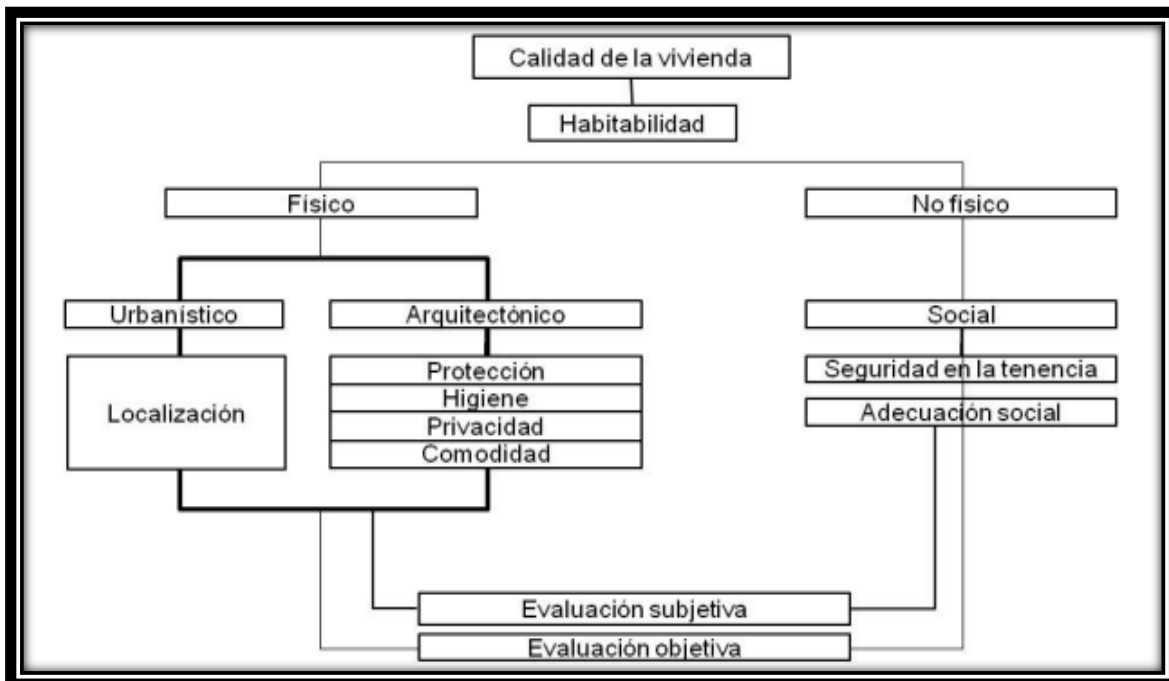 Calidad de la vivienda
Habitabilidad
Físico
No físico
Urbanístico
Arquitectónico
Social
Localización
Protección
Higiene
Privacidad
Comodidad
Seguridad en la tenencia
Adecuación social
Evaluación subjetiva
Evaluación objetiva